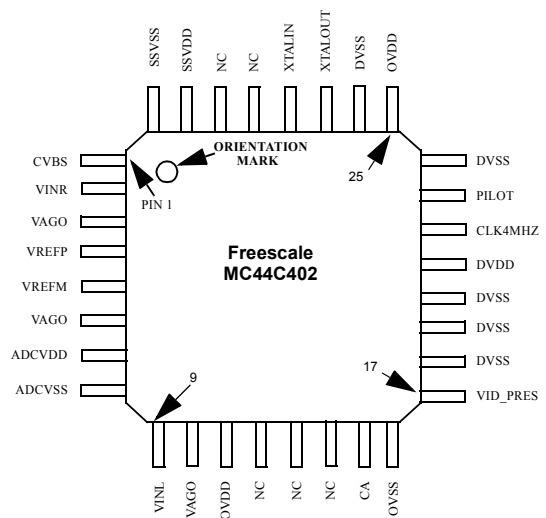 SSVSS
SSVDD
NC
NC
XTALIN
XTALOUT
DVSS
OVDD
ORIENTATION
MARK
25
PIN 1
CVBS
VINR
VAGO
VREFP
VREFM
VAGO
ADCVDD
ADCVSS
Freescale
MC44C402
DVSS
PILOT
CLK4MHZ
DVDD
DVSS
DVSS
DVSS
VID_PRES
17
9
VINL
VAGO
OVDD
NC
NC
NC
CA
OVSS